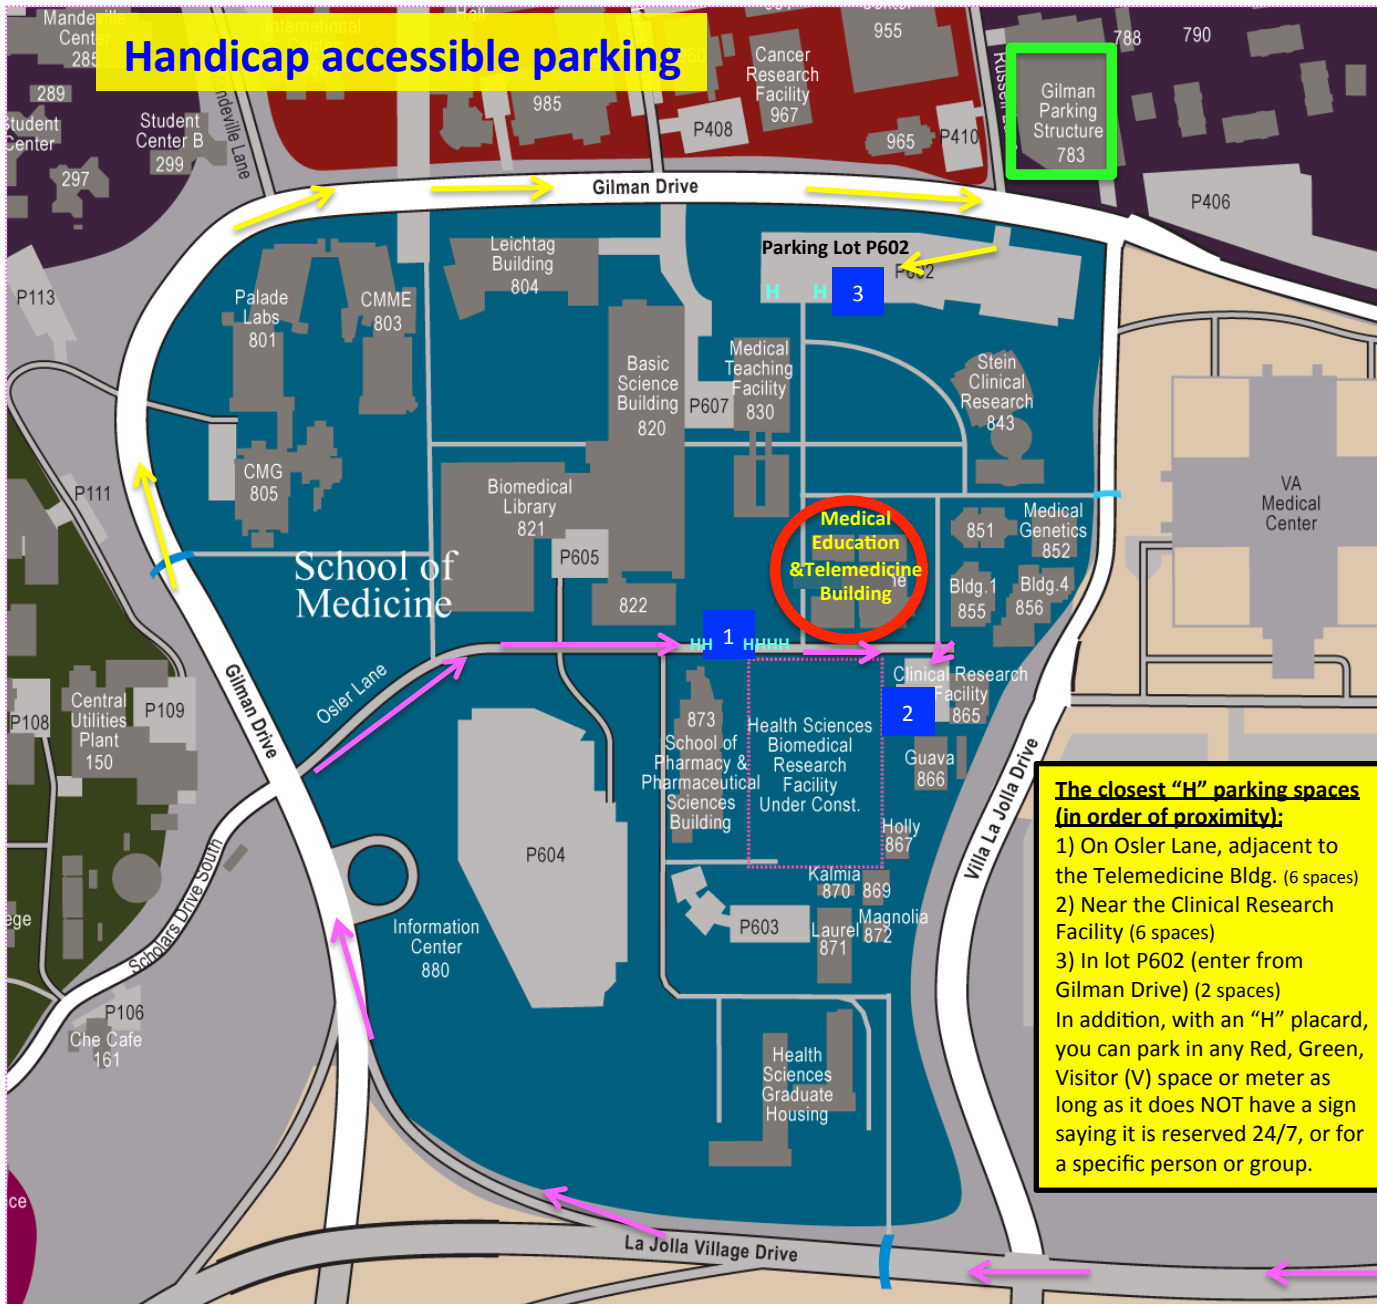 Handicap accessible parking
Mandeville
Center
285
289
Student
Center
Student
Center B
299
297
Mandeville Lane
International
Hall
985
P408
Cancer
Research
Facility
967
955
965
P410
Gilman
Parking
Structure
783
788
790
P406
Gilman Drive
Parking Lot P602
P602
H H 3
Leichtag
Building
804
Palade
Labs
801
CMME
803
P113
P111
CMG
805
Basic
Science
Building
820
P607
Medical
Teaching
Facility
830
Stein
Clinical
Research
843
Biomedical
Library
821
P605
822
School of
Medicine
Medical
Education
&Telemedicine
Building
851
Medical
Genetics
852
Bldg.1
855
Bldg.4
856
VA
Medical
Center
HH 1 HHHH
Osler Lane
Gilman Drive
Clinical Research
Facility
865
2
Guava
866
Holly
867
873
School of
Pharmacy &
Pharmaceutical
Sciences
Building
Health Sciences
Biomedical
Research
Facility
Under Const.
P108
Central
Utilities
Plant
150
P109
P604
Information
Center
880
Scholars Drive South
P106
Che Cafe
161
Kalmia
870
869
P603
Laurel
871
Magnolia
872
Health
Sciences
Graduate
Housing
Villa La Jolla Drive
La Jolla Village Drive
The closest “H” parking spaces
(in order of proximity):
1) On Osler Lane, adjacent to
the Telemedicine Bldg. (6 spaces)
2) Near the Clinical Research
Facility (6 spaces)
3) In lot P602 (enter from
Gilman Drive) (2 spaces)
In addition, with an “H” placard,
you can park in any Red, Green,
Visitor (V) space or meter as
long as it does NOT have a sign
saying it is reserved 24/7, or for
a specific person or group.